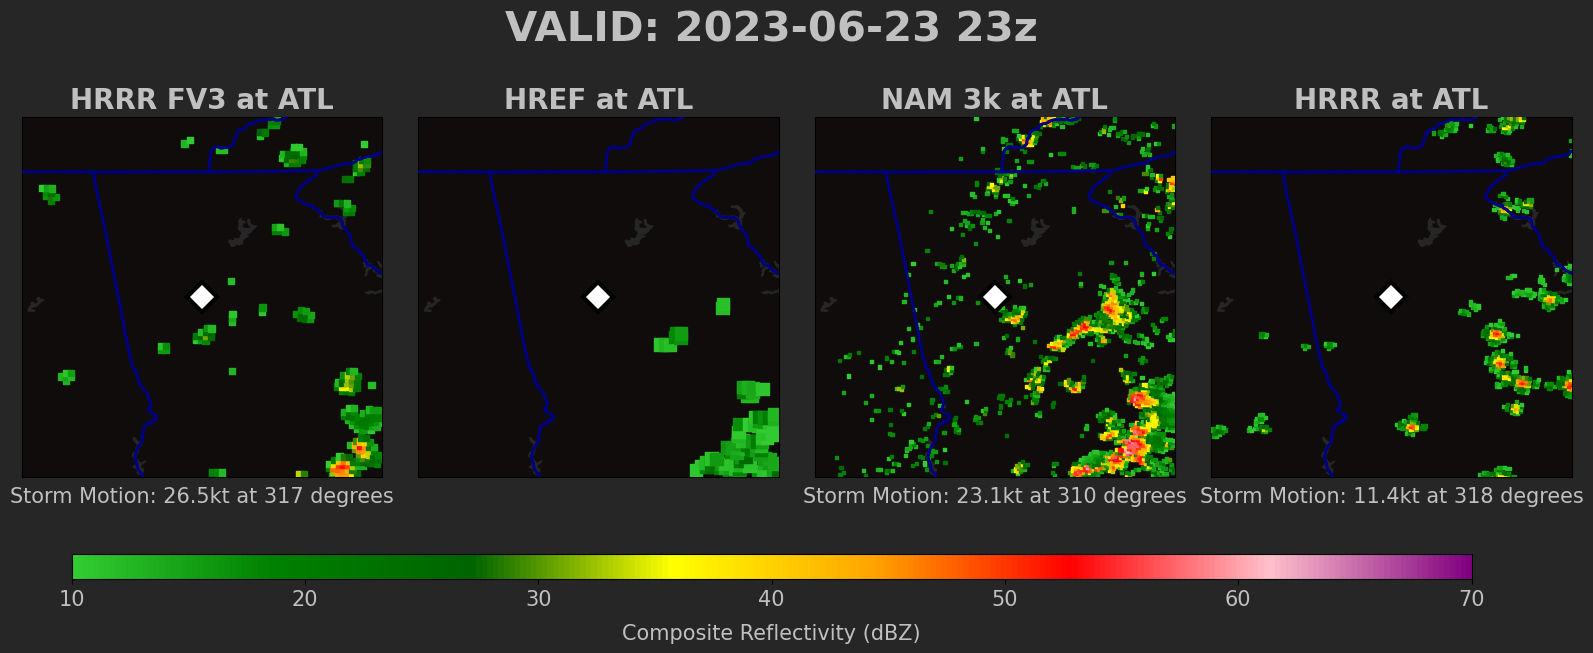 VALID: 2023-06-23 23z
HRRR FV3 at ATL
HREF at ATL
NAM 3k at ATL
HRRR at ATL
Storm Motion: 26.5kt at 317 degrees
Storm Motion: 23.1kt at 310 degrees
Storm Motion: 11.4kt at 318 degrees
10 20 30 40 50 60 70
Composite Reflectivity (dBZ)